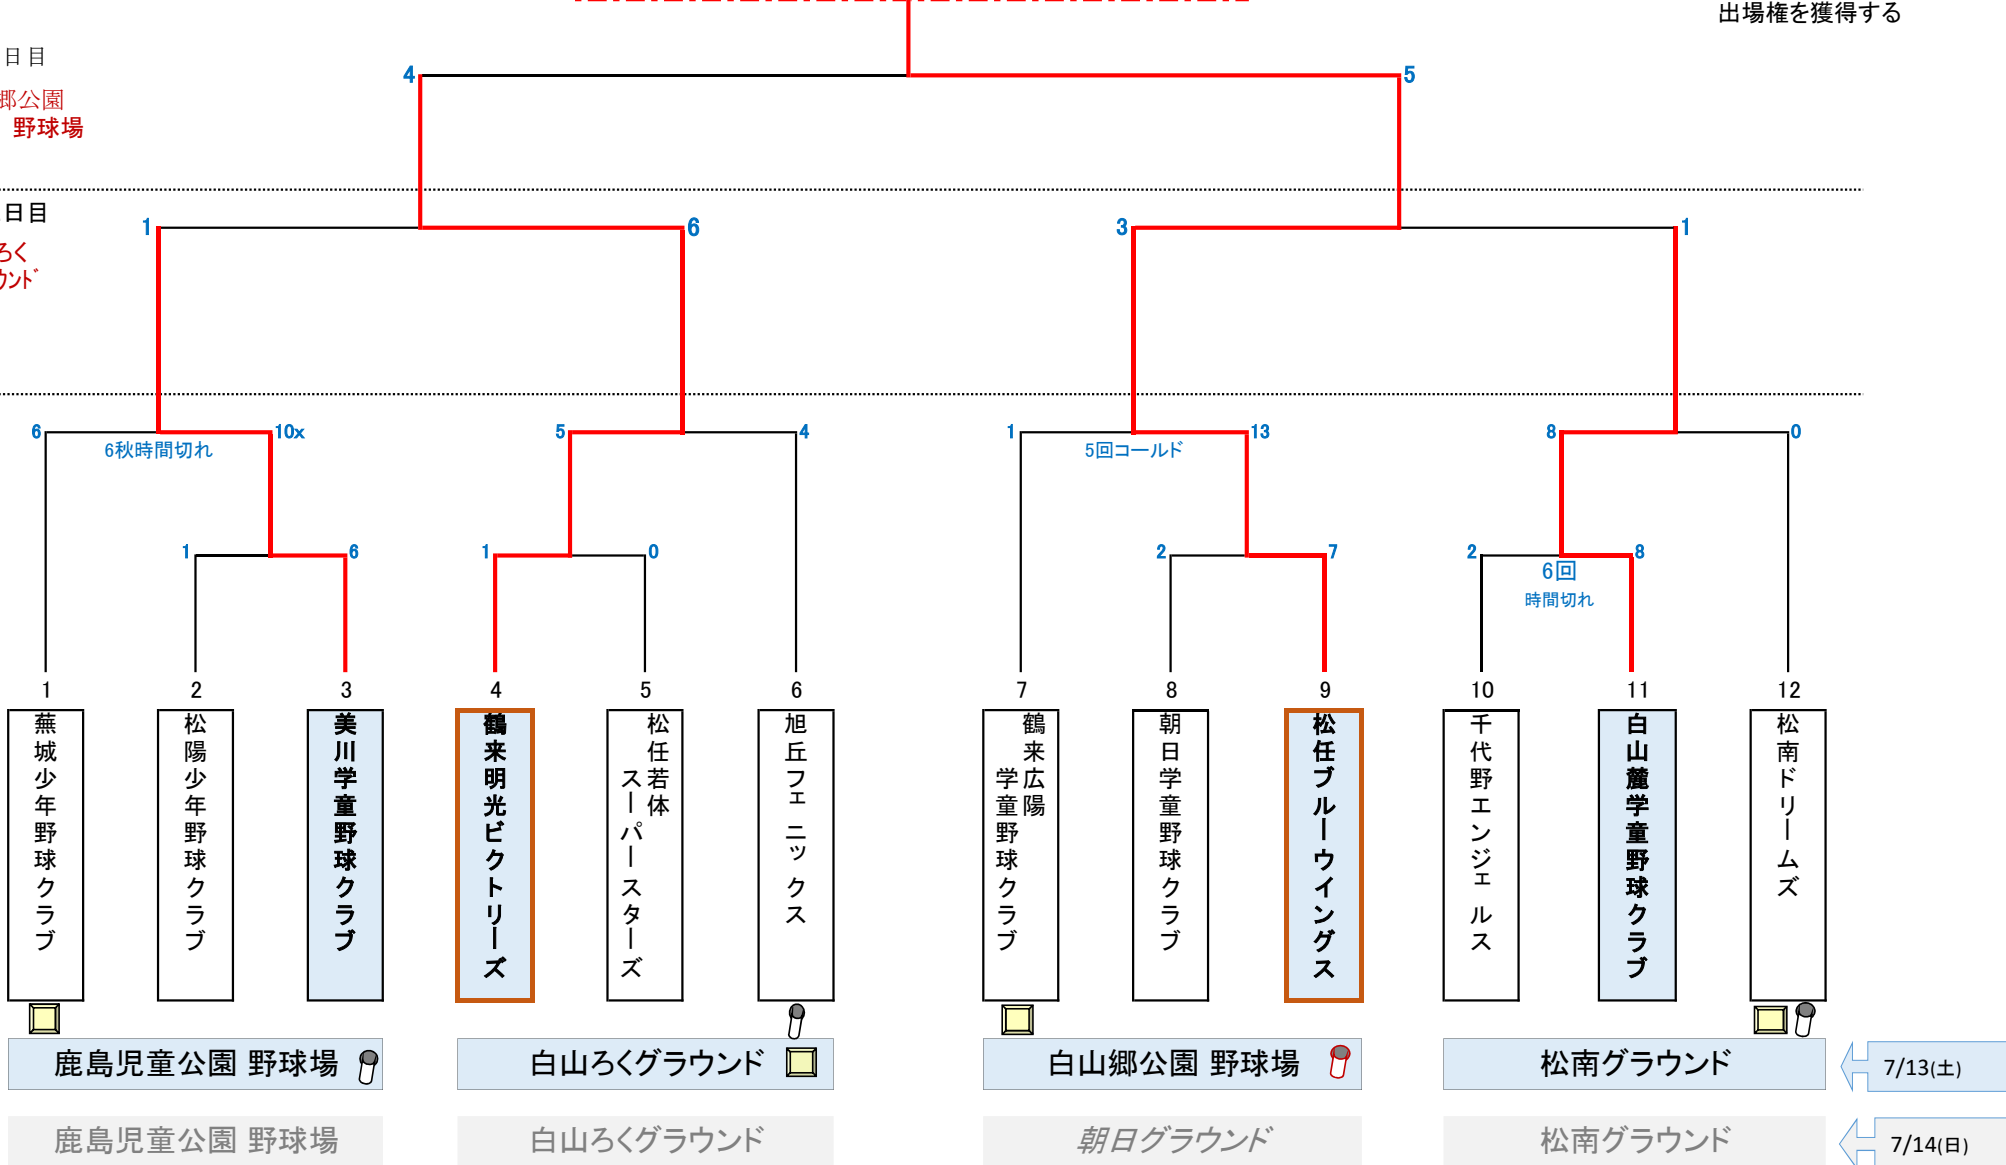 出場権を獲得する
日目
4
5
郷公園
野球場
日目
1
6
3
1
ろく
ウンド
6
10x
5
4
1
13
8
0
6秋時間切れ
5回コールド
1
6
1
0
2
7
2
8
6回
時間切れ
1
2
3
4
5
6
7
8
9
10
11
12
蕪城少年野球クラブ
松陽少年野球クラブ
美川学童野球クラブ
鶴来明光ビクトリーズ
松任若体
スーパースターズ
旭丘フェニックス
鶴来広陽
学童野球クラブ
朝日学童野球クラブ
松任ブルーウイングス
千代野エンジェルス
白山麓学童野球クラブ
松南ドリームズ
鹿島児童公園 野球場
白山ろくグラウンド
白山郷公園 野球場
松南グラウンド
7/13(土)
鹿島児童公園 野球場
白山ろくグラウンド
朝日グラウンド
松南グラウンド
7/14(日)